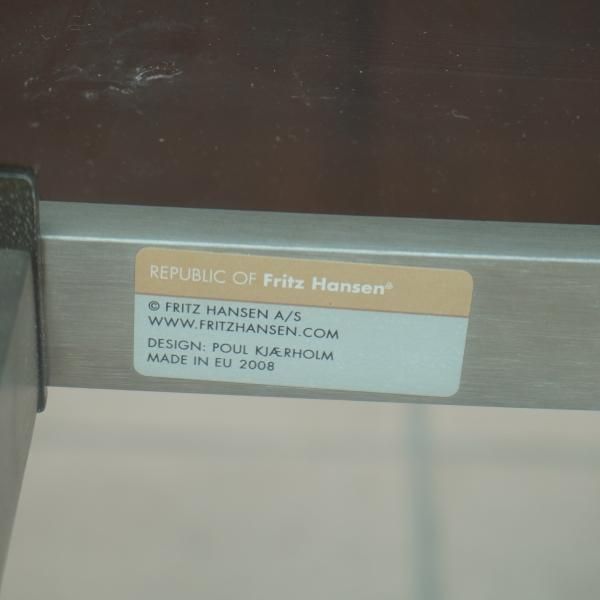 REPUBLIC OF Fritz Hansen®
© FRITZ HANSEN A/S
WWW.FRITZHANSEN.COM
DESIGN: POUL KJÆRHOLM
MADE IN EU 2008